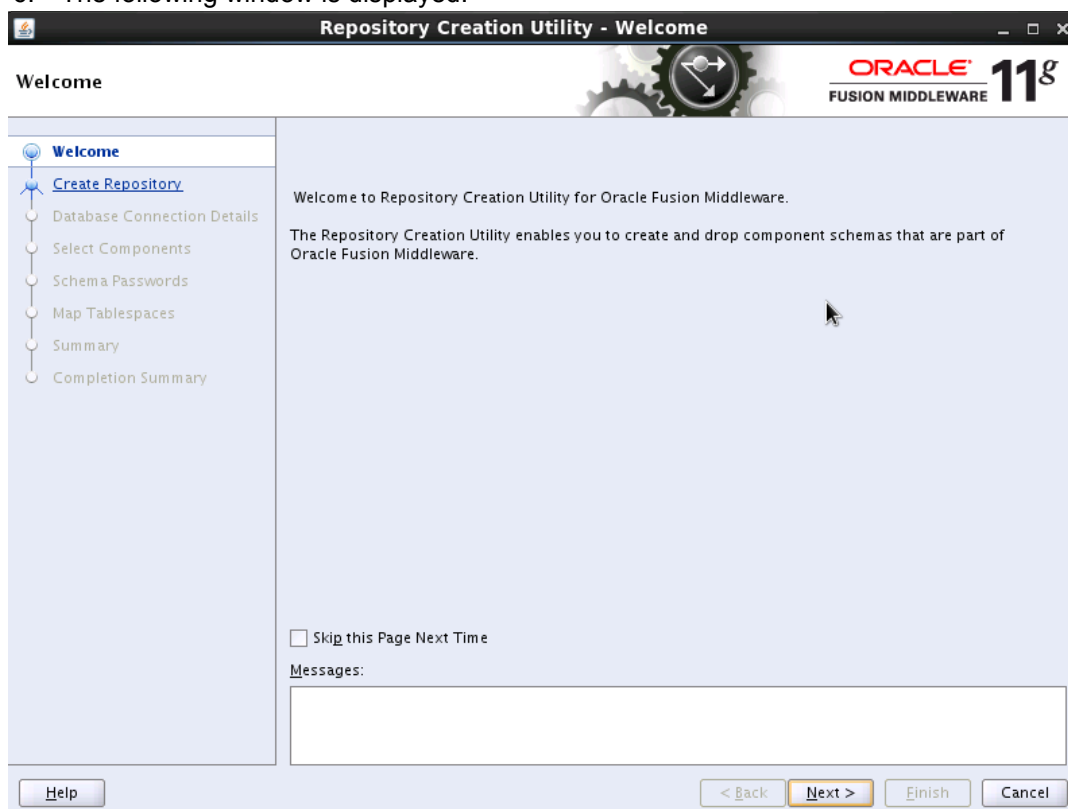 The following window is displayed.
Repository Creation Utility - Welcome
Welcome
ORACLE
FUSION MIDDLEWARE
11g
Welcome
Create Repository
Database Connection Details
Select Components
Schema Passwords
Map Tablespaces
Summary
Completion Summary
Welcome to Repository Creation Utility for Oracle Fusion Middleware.
The Repository Creation Utility enables you to create and drop component schemas that are part of
Oracle Fusion Middleware.
Skip this Page Next Time
Messages:
Help
< Back
Next >
Finish
Cancel